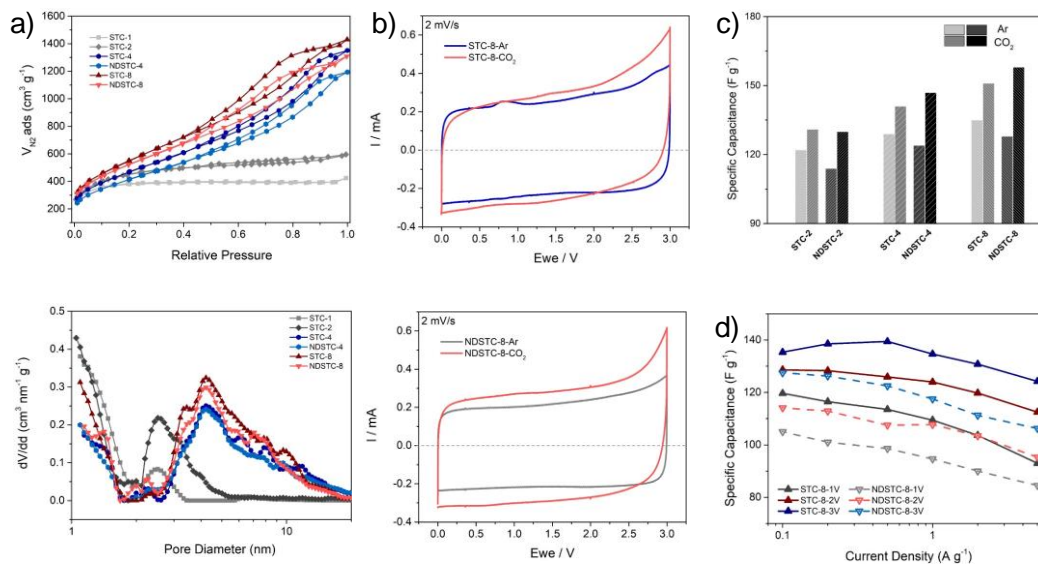 a)
1600
1400
1200
1000
800
600
400
200
V N2 ads (cm³ g⁻¹)
STC-1
STC-2
STC-4
NDSTC-4
STC-8
NDSTC-8
0.0 0.2 0.4 0.6 0.8 1.0
Relative Pressure
b)
2 mV/s
STC-8-Ar
STC-8-CO₂
0.6
0.4
0.2
0.0
-0.2
-0.4
I / mA
0.0 0.5 1.0 1.5 2.0 2.5 3.0
Ewe / V
c)
180
150
120
90
Specific Capacitance (F g⁻¹)
Ar
CO₂
STC-2
NDSTC-2
STC-4
NDSTC-4
STC-8
NDSTC-8
0.5
0.4
0.3
0.2
0.1
0.0
dV/dd (cm³ nm⁻¹ g⁻¹)
STC-1
STC-2
STC-4
NDSTC-4
STC-8
NDSTC-8
1 10
Pore Diameter (nm)
2 mV/s
NDSTC-8-Ar
NDSTC-8-CO₂
0.6
0.4
0.2
0.0
-0.2
-0.4
I / mA
0.0 0.5 1.0 1.5 2.0 2.5 3.0
Ewe / V
d)
140
120
100
80
Specific Capacitance (F g⁻¹)
STC-8-1V NDSTC-8-1V
STC-8-2V NDSTC-8-2V
STC-8-3V NDSTC-8-3V
0.1 1
Current Density (A g⁻¹)